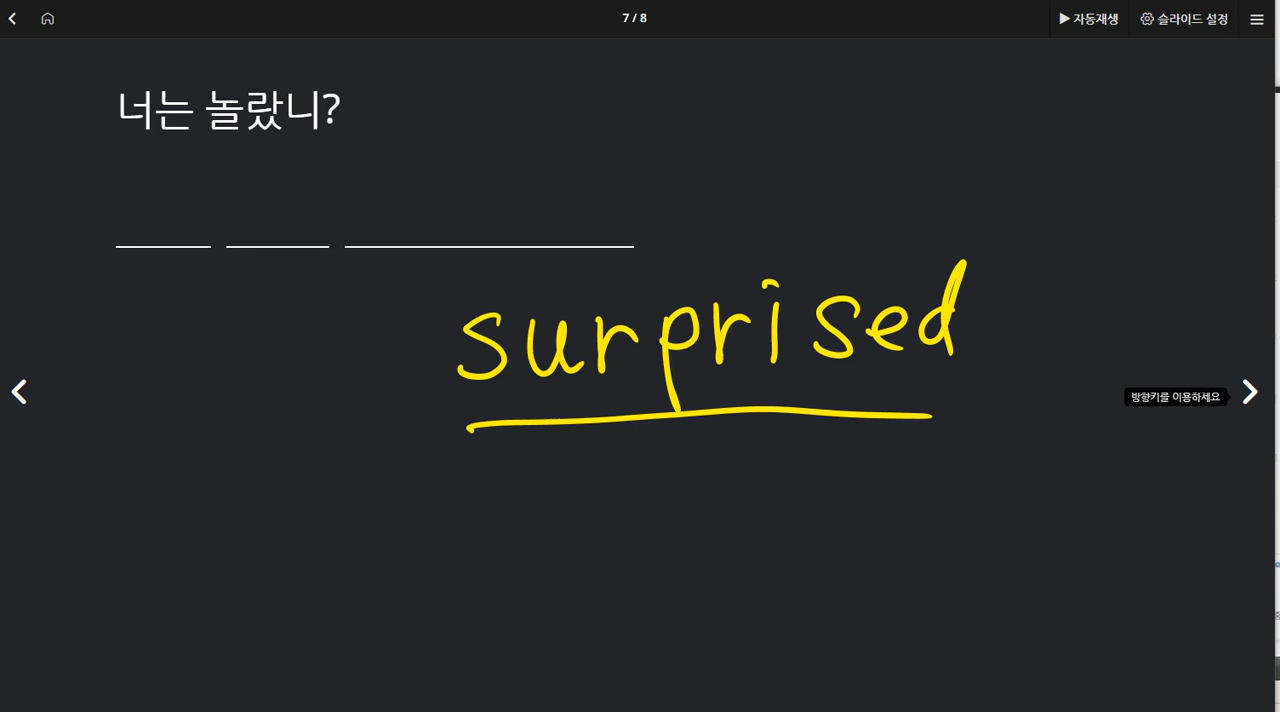 7 / 8
자동재생
슬라이드 설정
너는 놀랐니?
surprised
방향키를 이용하세요